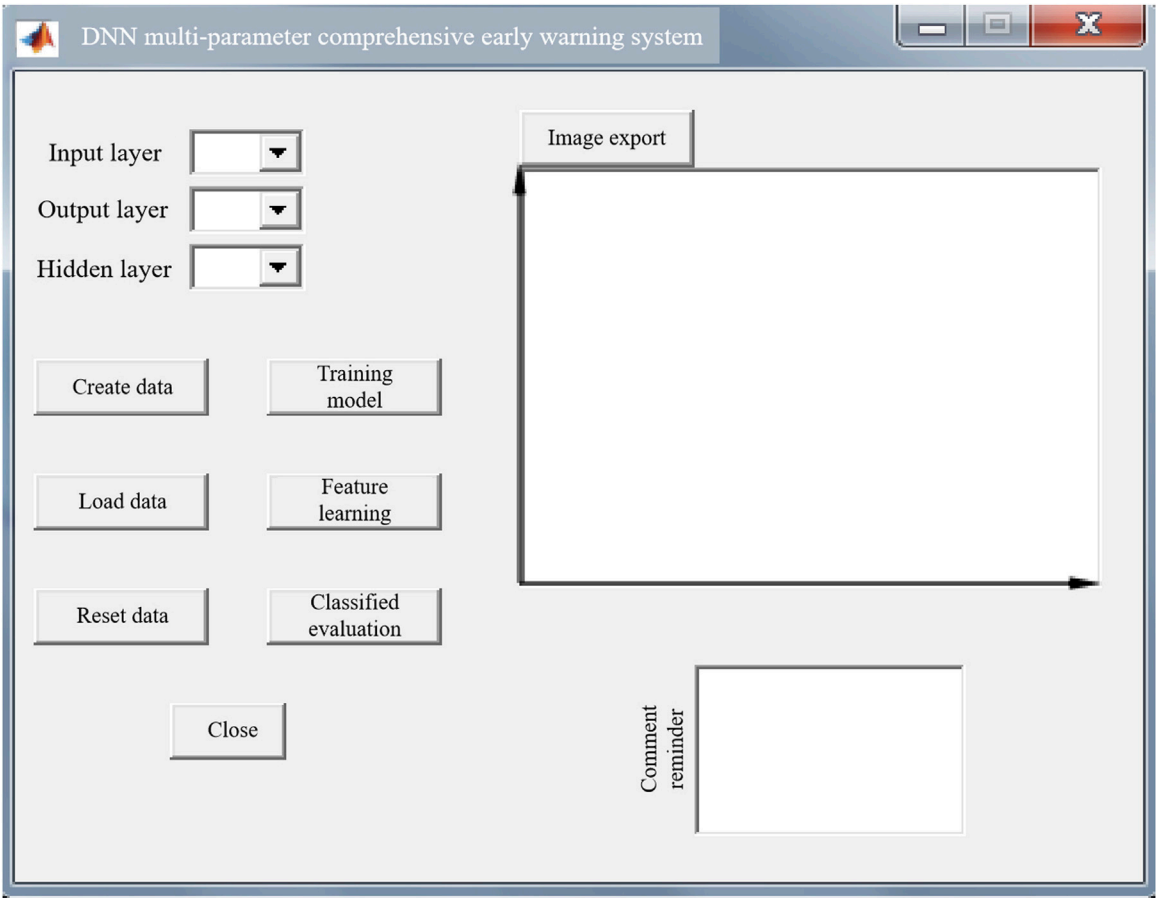 DNN multi-parameter comprehensive early warning system
Input layer
Output layer
Hidden layer
Image export
Create data
Training
model
Load data
Feature
learning
Reset data
Classified
evaluation
Close
Comment
reminder